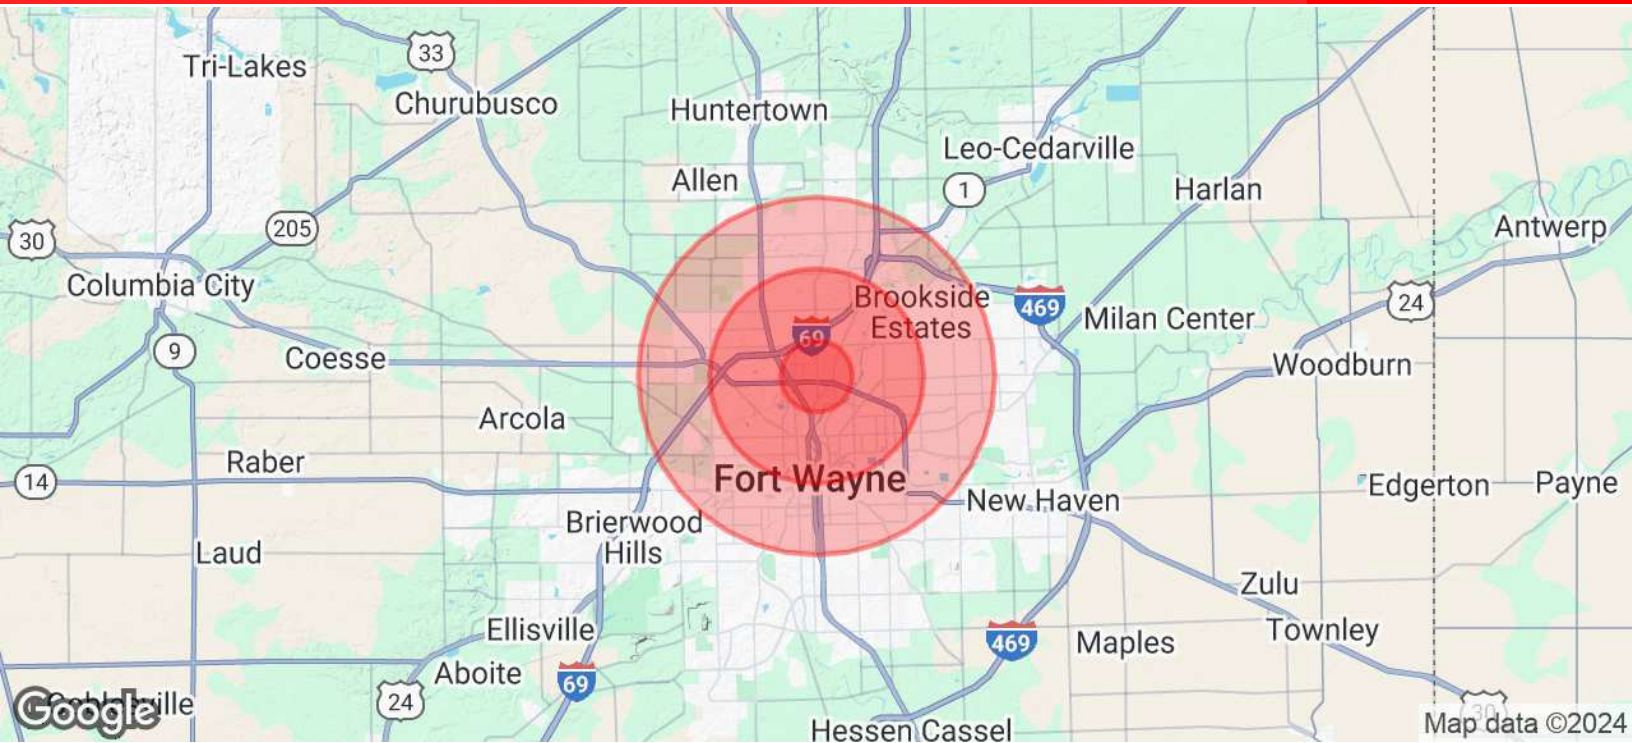 33
Tri-Lakes
Churubusco
Huntertown
Leo-Cedarville
Allen
1
Harlan
205
30
Antwerp
Columbia City
Brookside
Estates
469
24
Milan Center
69
9
Coesse
Woodburn
Arcola
Raber
14
Fort Wayne
New Haven
Edgerton
Payne
Brierwood
Hills
Laud
Zulu
Ellisville
469
Maples
Townley
Aboite
69
24
30
Google
Hessen Cassel
Map data ©2024